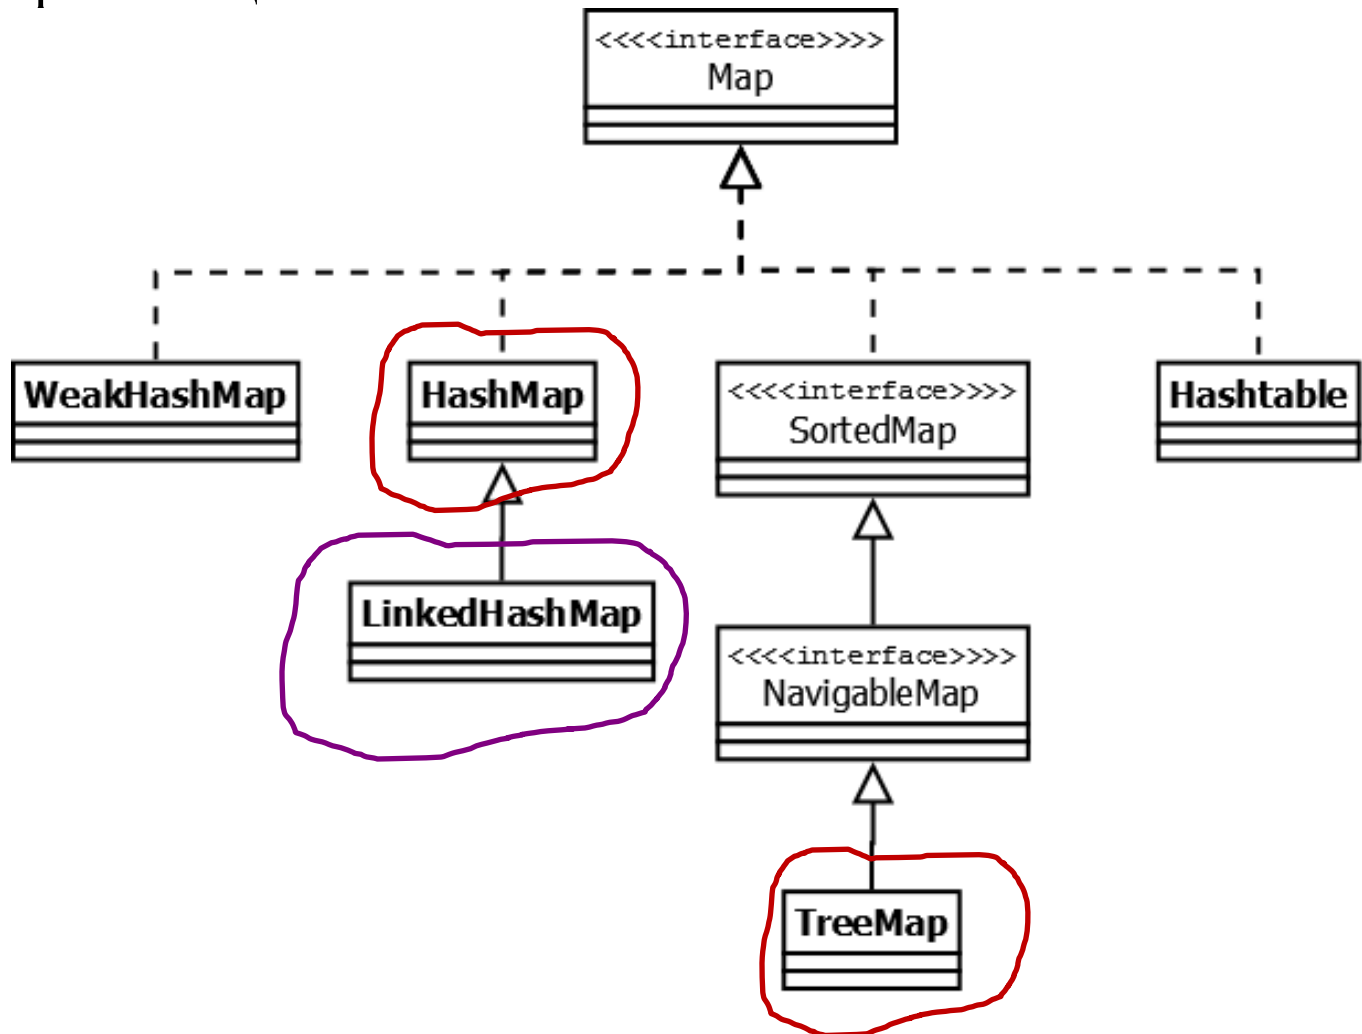 <<<<interface>>>>
Map
WeakHashMap
HashMap
<<<<interface>>>>
SortedMap
Hashtable
LinkedHashMap
<<<<interface>>>>
NavigableMap
TreeMap